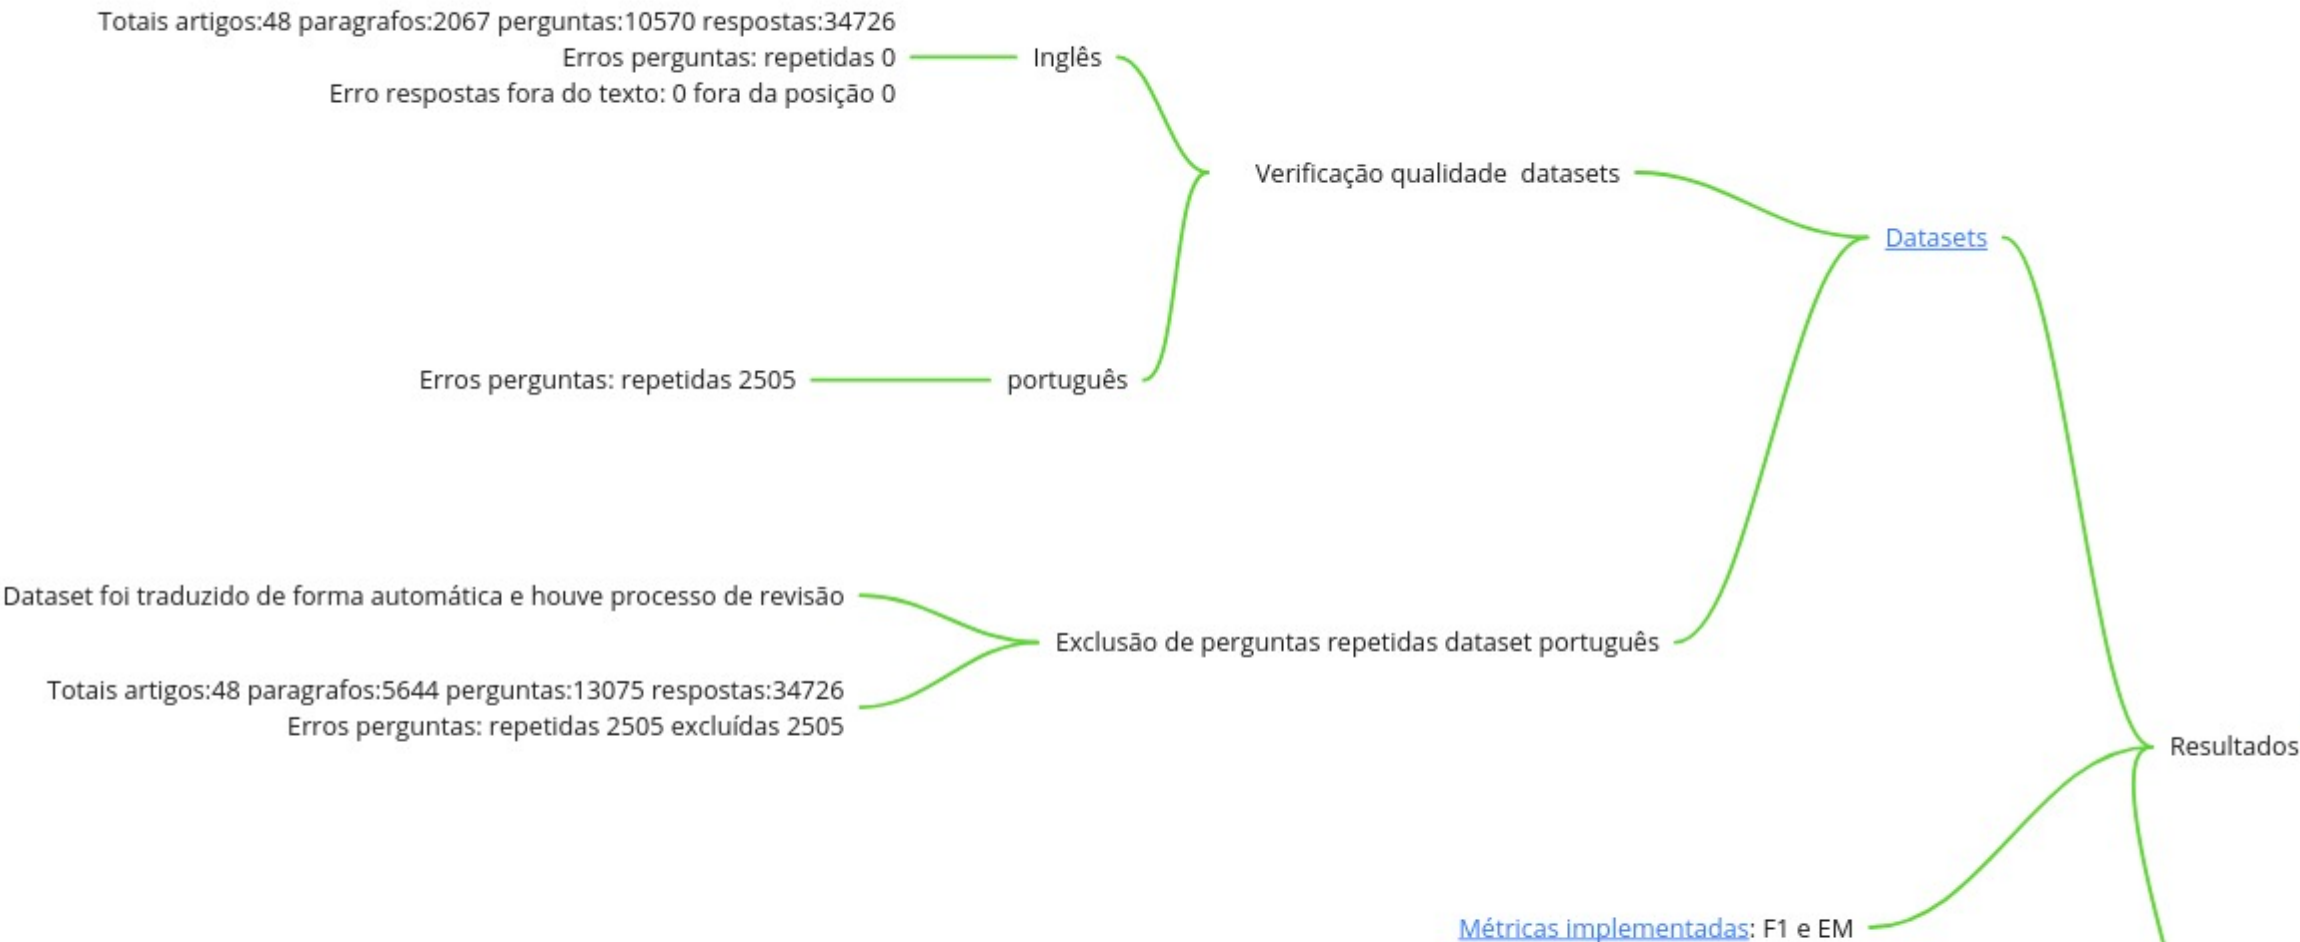 Totais artigos:48 paragrafos:2067 perguntas:10570 respostas:34726
Erros perguntas: repetidas 0
Erro respostas fora do texto: 0 fora da posição 0
Inglês
Verificação qualidade  datasets
Datasets
Erros perguntas: repetidas 2505
português
Dataset foi traduzido de forma automática e houve processo de revisão
Exclusão de perguntas repetidas dataset português
Totais artigos:48 paragrafos:5644 perguntas:13075 respostas:34726
Erros perguntas: repetidas 2505 excluídas 2505
Resultados
Métricas implementadas: F1 e EM